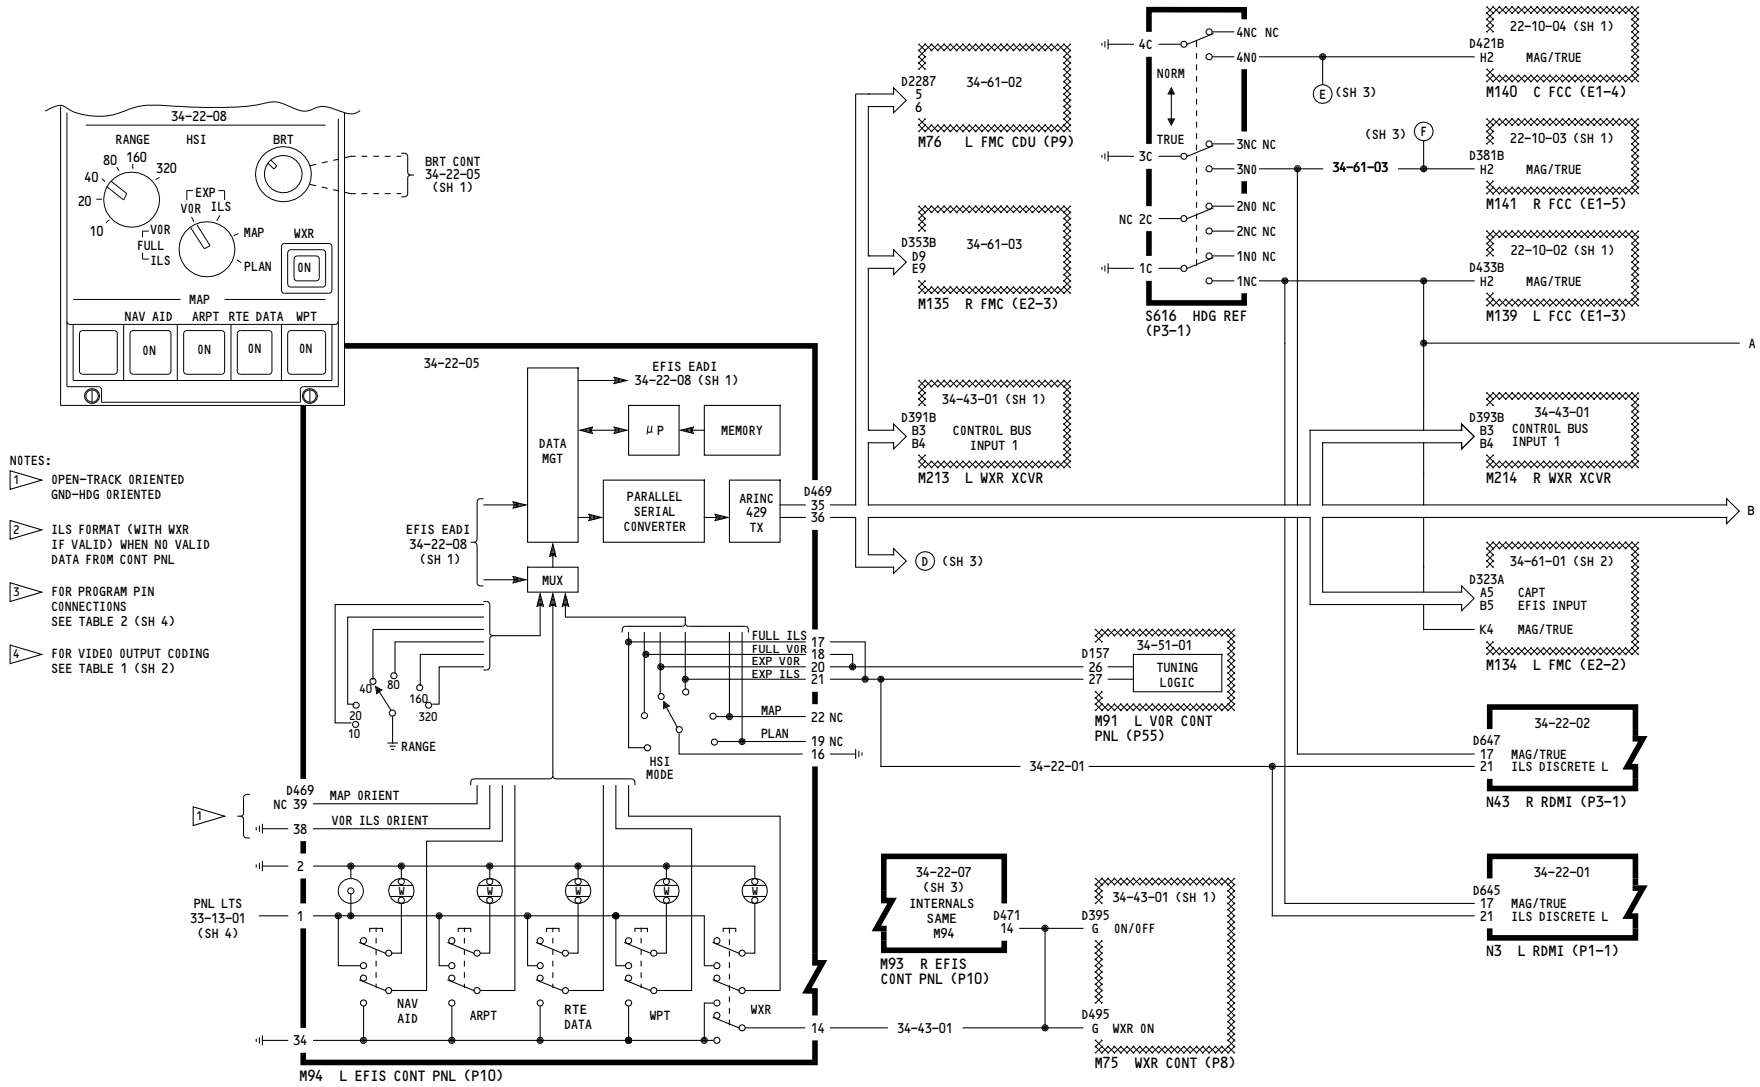 34-22-08
RANGE
HSI
BRT
80 160
40 320
20
10
EXP
VOR ILS
VOR
FULL
ILS
MAP
PLAN
WXR
ON
MAP
NAV AID ARPT RTE DATA WPT
ON ON ON ON
BRT CONT
34-22-05
(SH 1)
NOTES:
1 OPEN-TRACK ORIENTED
GND-HDG ORIENTED
2 ILS FORMAT (WITH WXR
IF VALID) WHEN NO VALID
DATA FROM CONT PNL
3 FOR PROGRAM PIN
CONNECTIONS
SEE TABLE 2 (SH 4)
4 FOR VIDEO OUTPUT CODING
SEE TABLE 1 (SH 2)
34-22-05
EFIS EADI
34-22-08 (SH 1)
DATA
MGT
μP
MEMORY
PARALLEL
SERIAL
CONVERTER
ARINC
429
TX
D469
35
36
EFIS EADI
34-22-08
(SH 1)
MUX
40 80
160
20 320
10
RANGE
FULL ILS 17
FULL VOR 18
EXP VOR 20
EXP ILS 21
MAP 22 NC
PLAN 19 NC
16
HSI
MODE
D469
NC 39 MAP ORIENT
1
38 VOR ILS ORIENT
2
PNL LTS
33-13-01
(SH 4)
1
W W W W W
NAV
AID
ARPT
RTE
DATA
WPT
WXR
34
14 34-43-01
M94 L EFIS CONT PNL (P10)
D2287
5
6
34-61-02
M76 L FMC CDU (P9)
D353B
D9
E9
34-61-03
M135 R FMC (E2-3)
D391B
B3
B4
34-43-01 (SH 1)
CONTROL BUS
INPUT 1
M213 L WXR XCVR
D (SH 3)
4C 4NC NC
4NO
NORM
TRUE
3C 3NC NC
3NO
NC 2C 2NO NC
2NC NC
1C 1NO NC
1NC
S616 HDG REF
(P3-1)
E (SH 3)
(SH 3) F
34-61-03
22-10-04 (SH 1)
D421B
H2 MAG/TRUE
M140 C FCC (E1-4)
22-10-03 (SH 1)
D381B
H2 MAG/TRUE
M141 R FCC (E1-5)
22-10-02 (SH 1)
D433B
H2 MAG/TRUE
M139 L FCC (E1-3)
A
34-43-01
D393B
B3 CONTROL BUS
B4 INPUT 1
M214 R WXR XCVR
B
34-61-01 (SH 2)
D323A
A5 CAPT
B5 EFIS INPUT
K4 MAG/TRUE
M134 L FMC (E2-2)
34-51-01
D157
26
27
TUNING
LOGIC
M91 L VOR CONT
PNL (P55)
34-22-01
34-22-02
D647
17 MAG/TRUE
21 ILS DISCRETE L
N43 R RDMI (P3-1)
34-22-01
D645
17 MAG/TRUE
21 ILS DISCRETE L
N3 L RDMI (P1-1)
34-22-07
(SH 3)
INTERNALS
SAME
M94
D471
14
M93 R EFIS
CONT PNL (P10)
34-43-01 (SH 1)
D395
G ON/OFF
D495
G WXR ON
M75 WXR CONT (P8)